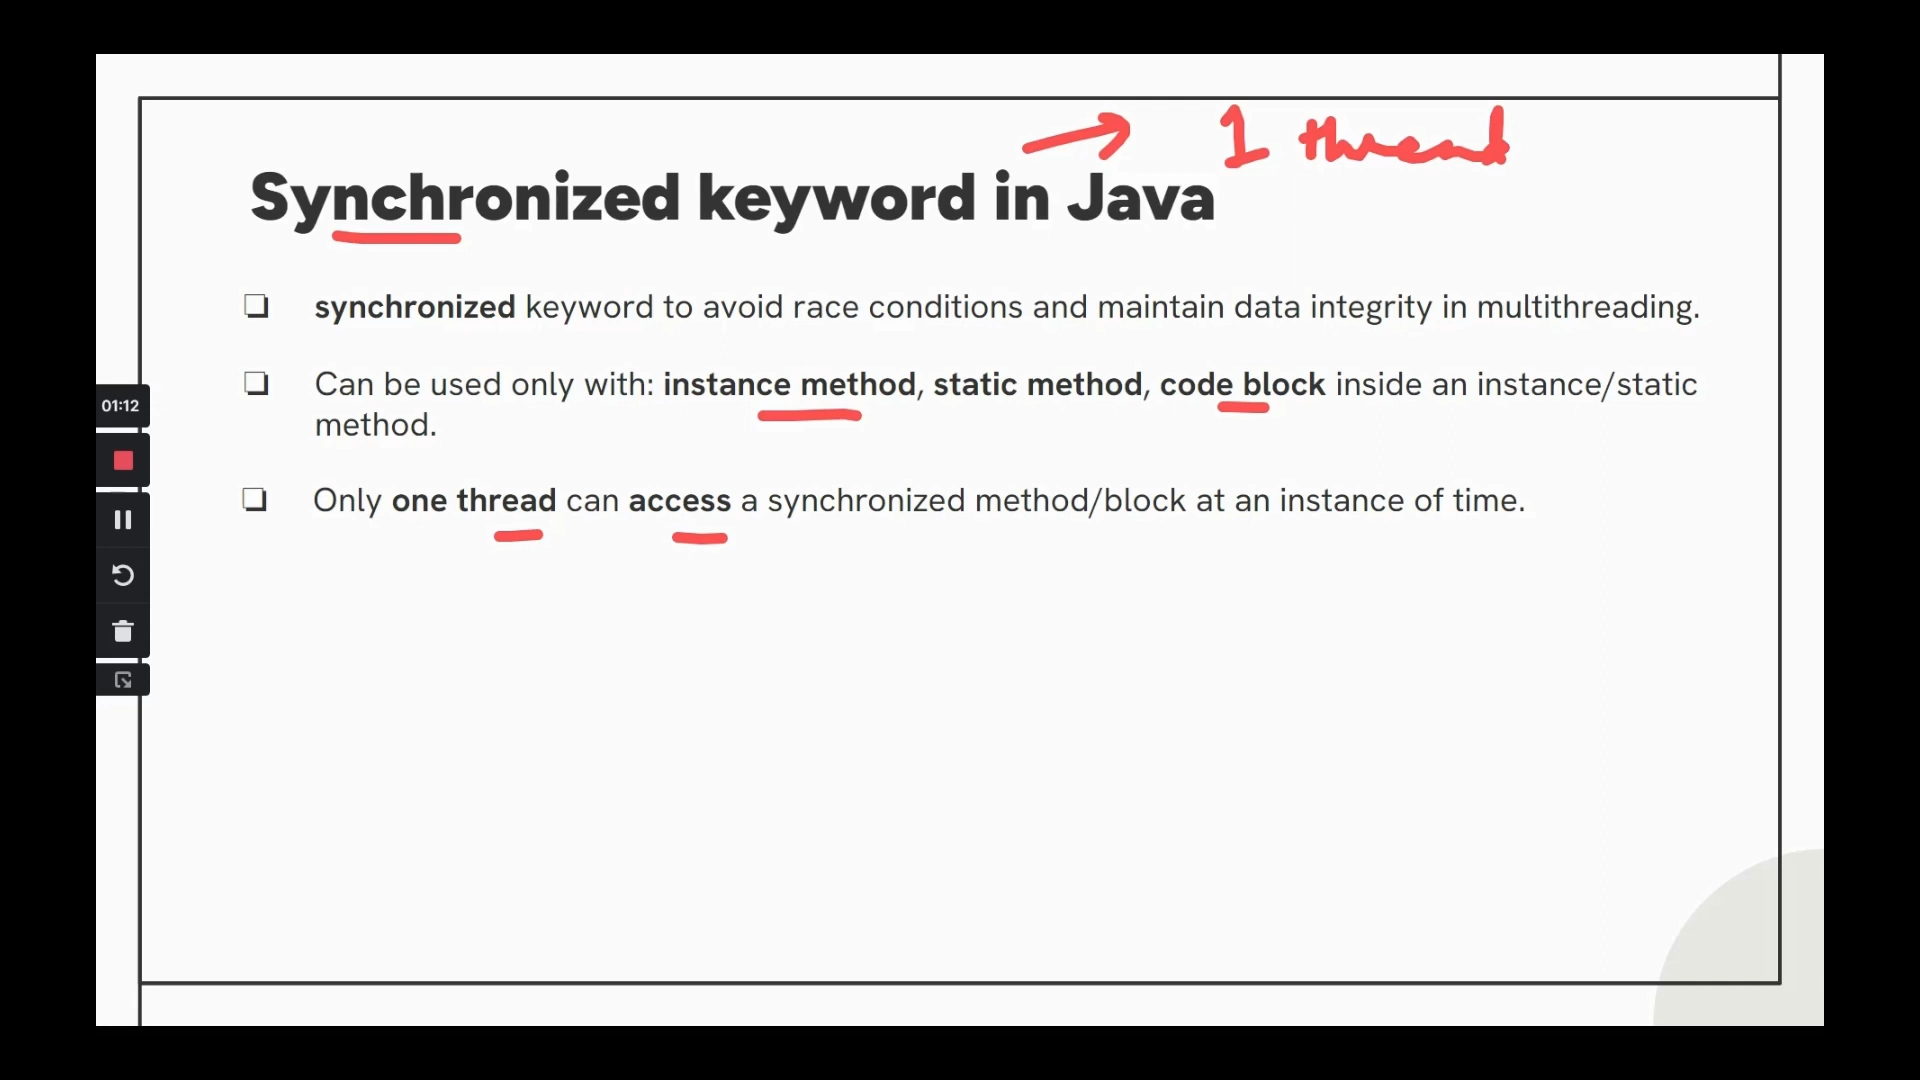 1 thread
Synchronized keyword in Java
❏ synchronized keyword to avoid race conditions and maintain data integrity in multithreading.
❏ Can be used only with: instance method, static method, code block inside an instance/static
method.
❏ Only one thread can access a synchronized method/block at an instance of time.
01:12